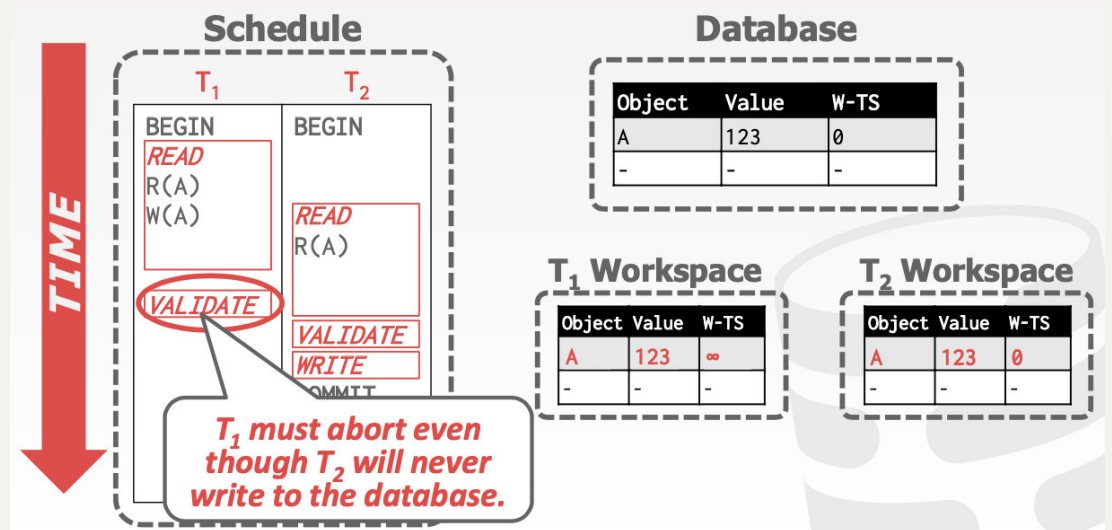 Schedule
Database
TIME
T1
T2
BEGIN
READ
R(A)
W(A)
VALIDATE
BEGIN
READ
R(A)
VALIDATE
WRITE
T1 must abort even
though T2 will never
write to the database.
Object Value W-TS
A 123 0
- - -
T1 Workspace
Object Value W-TS
A 123 ∞
- - -
T2 Workspace
Object Value W-TS
A 123 0
- - -